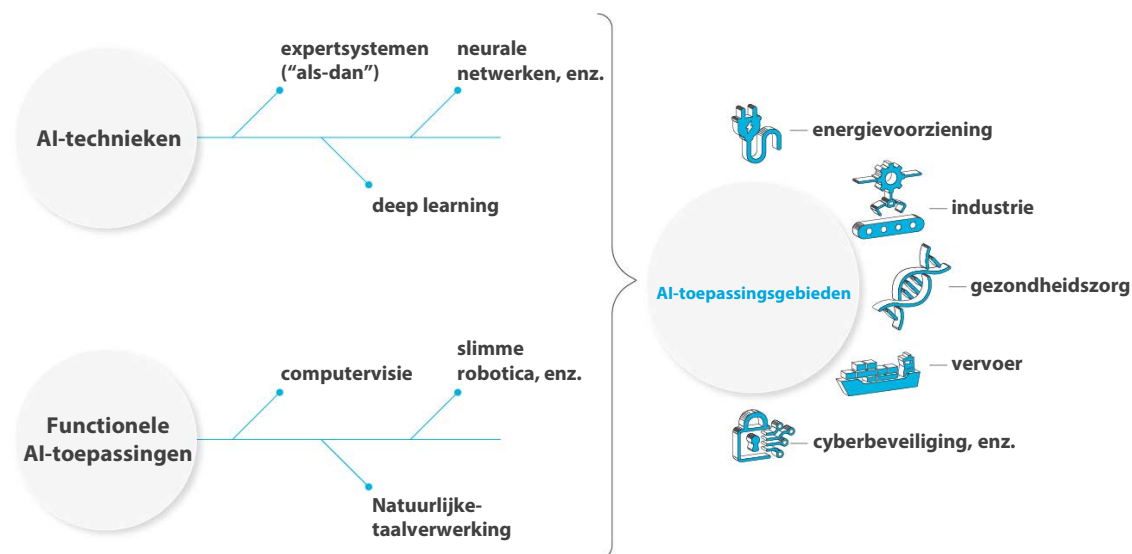 AI-technieken
expertsystemen
(“als-dan”)
neurale
netwerken, enz.
deep learning
Functionele
AI-toepassingen
computervisie
slimme
robotica, enz.
Natuurlijke-
taalverwerking
AI-toepassingsgebieden
energievoorziening
industrie
gezondheidszorg
vervoer
cyberbeveiliging, enz.